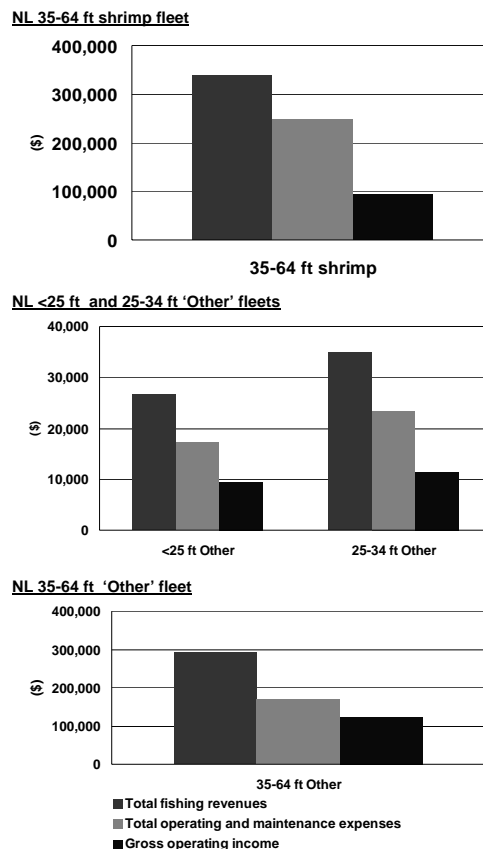 NL 35-64 ft shrimp fleet
400,000
300,000
200,000
100,000
0
($)
35-64 ft shrimp
NL <25 ft and 25-34 ft ‘Other’ fleets
40,000
30,000
20,000
10,000
0
($)
<25 ft Other
25-34 ft Other
NL 35-64 ft ‘Other’ fleet
400,000
300,000
200,000
100,000
0
($)
35-64 ft Other
Total fishing revenues
Total operating and maintenance expenses
Gross operating income